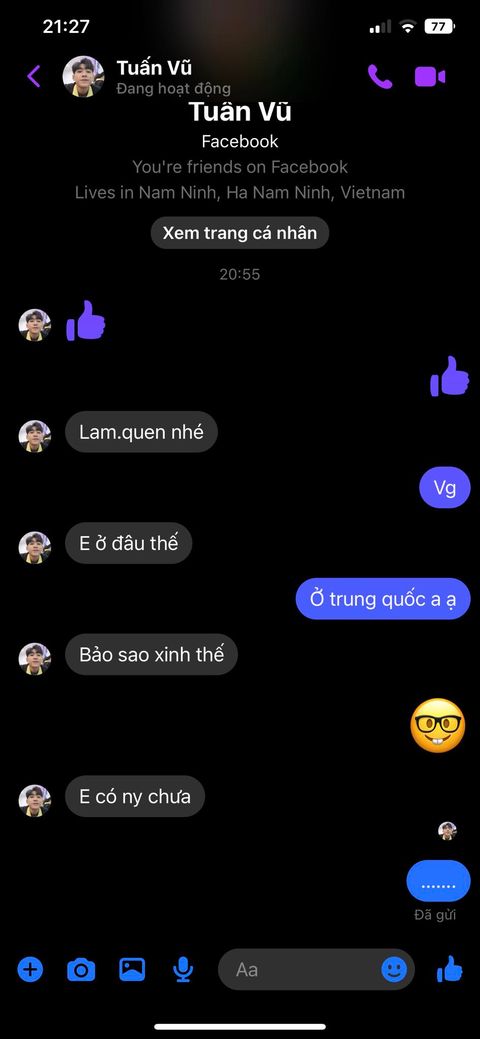 21:27
77
Tuấn Vũ
Đang hoạt động
Tuấn Vũ
Facebook
You're friends on Facebook
Lives in Nam Ninh, Ha Nam Ninh, Vietnam
Xem trang cá nhân
20:55
Lam.quen nhé
Vg
E ở đâu thế
Ở trung quốc a ạ
Bảo sao xinh thế
E có ny chưa
.......
Đã gửi
Aa